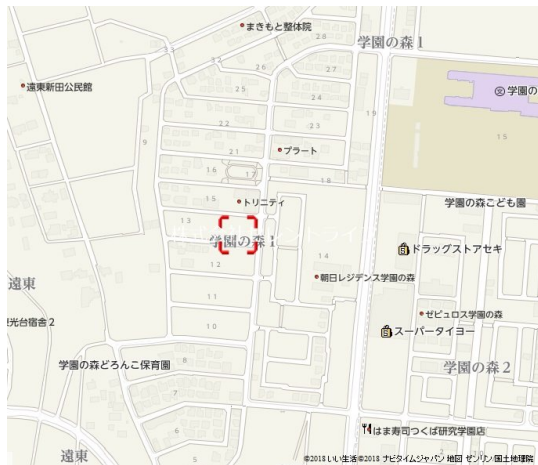 まきもと整体院
学園の森1
28
33
32
26
27
遠東新田公民館
25
24
文 学園の
19
22
23
15
9
21
プラート
16
17
18
15
トリニティ
学園の森こども園
13
学園の森1
ドラッグストアセキ
12
14
遠東
朝日レジデンス学園の森
11
ゼピュロス学園の森
光台宿舎2
10
スーパータイヨー
学園の森どろんこ保育園
8
学園の森2
7
6
はま寿司つくば研究学園店
遠東
5
©2018 いい生活©2018 ナビタイムジャパン 地図 ゼンリン/国土地理院